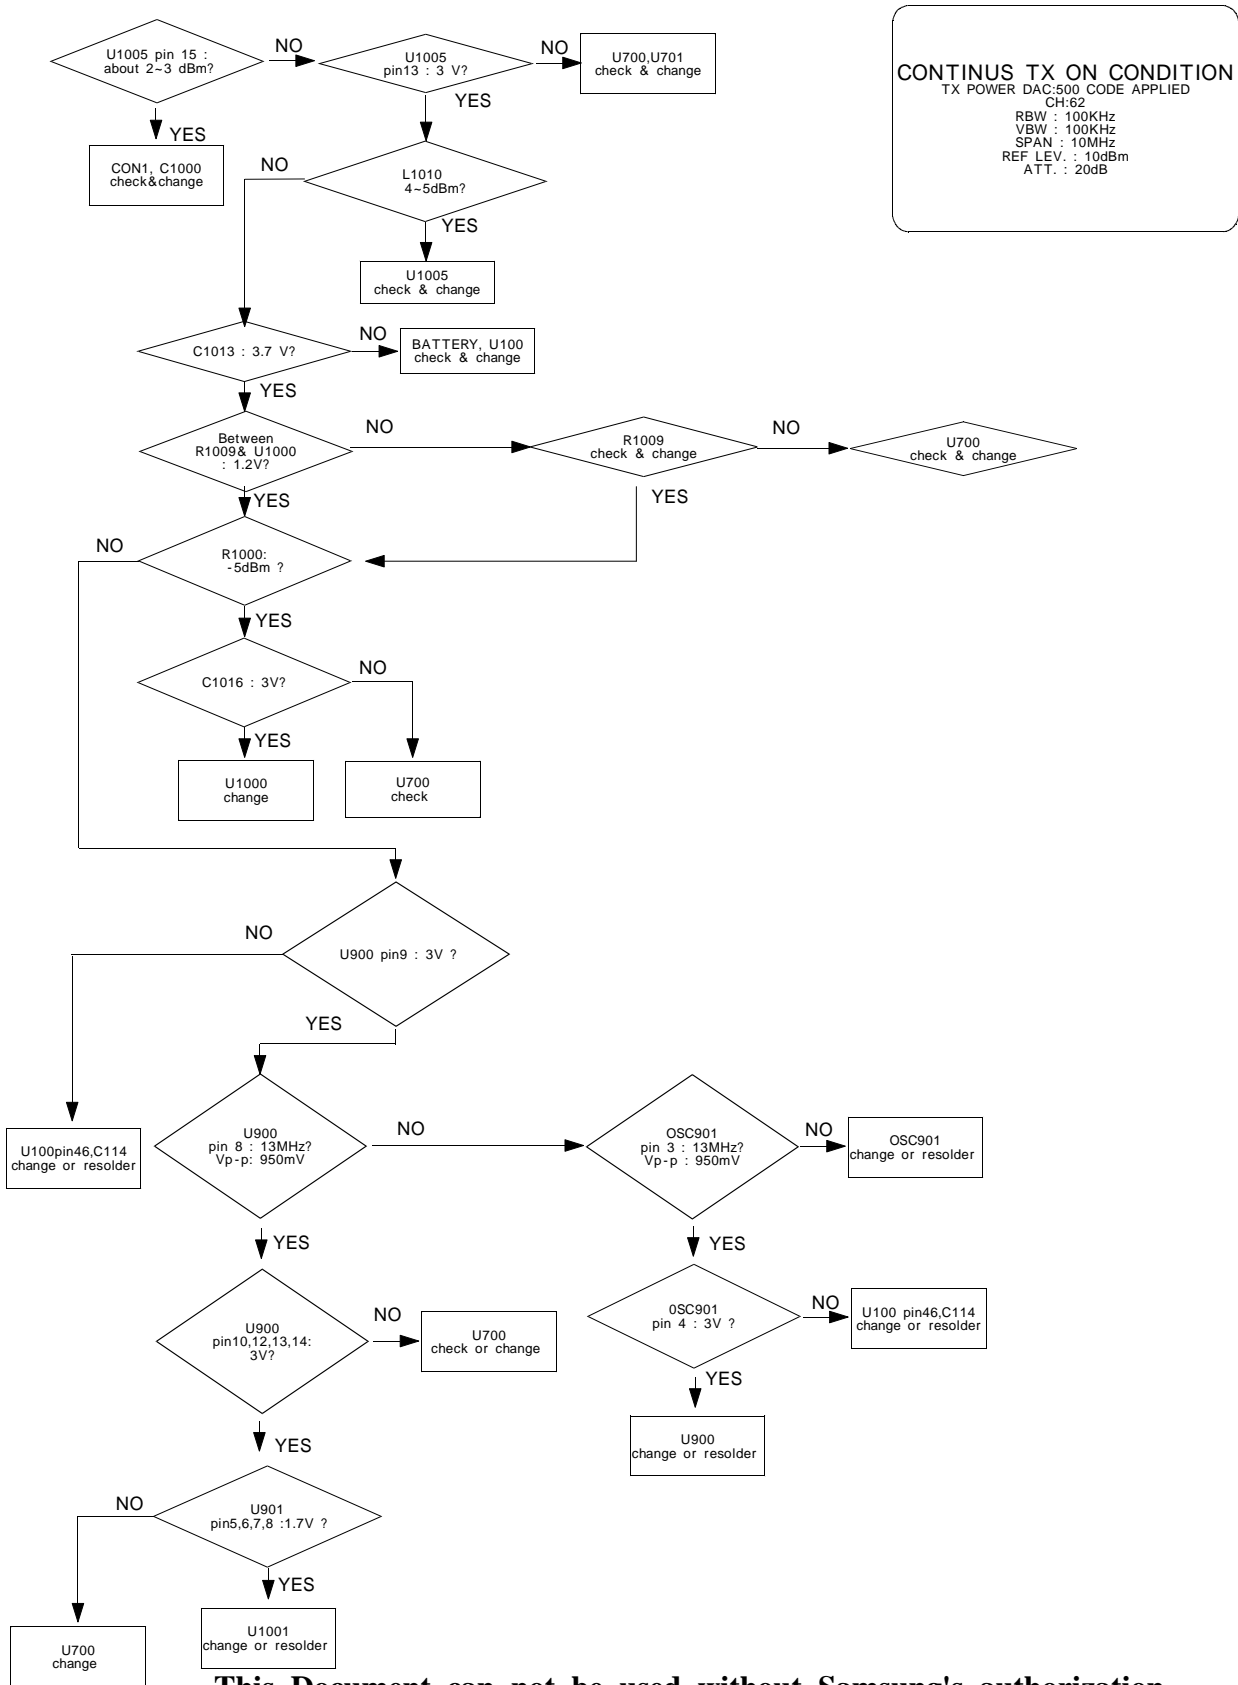 U1005 pin 15 :
about 2~3 dBm?
NO
U1005
pin13 : 3 V?
NO
U700,U701
check & change
YES
CON1, C1000
check&change
YES
L1010
4~5dBm?
NO
YES
U1005
check & change
CONTINUS TX ON CONDITION
TX POWER DAC:500 CODE APPLIED
CH:62
RBW : 100KHz
VBW : 100KHz
SPAN : 10MHz
REF LEV. : 10dBm
ATT. : 20dB
C1013 : 3.7 V?
NO
BATTERY, U100
check & change
YES
Between
R1009& U1000
: 1.2V?
NO
R1009
check & change
NO
U700
check & change
YES
YES
NO
R1000:
-5dBm ?
YES
C1016 : 3V?
NO
YES
U1000
change
U700
check
U900 pin9 : 3V ?
NO
YES
U100pin46,C114
change or resolder
U900
pin 8 : 13MHz?
Vp-p: 950mV
NO
OSC901
pin 3 : 13MHz?
Vp-p : 950mV
NO
OSC901
change or resolder
YES
YES
U900
pin10,12,13,14:
3V?
NO
U700
check or change
0SC901
pin 4 : 3V ?
NO
U100 pin46,C114
change or resolder
YES
U900
change or resolder
YES
U901
pin5,6,7,8 :1.7V ?
NO
YES
U700
change
U1001
change or resolder
This Document can not be used without Samsung's authorization